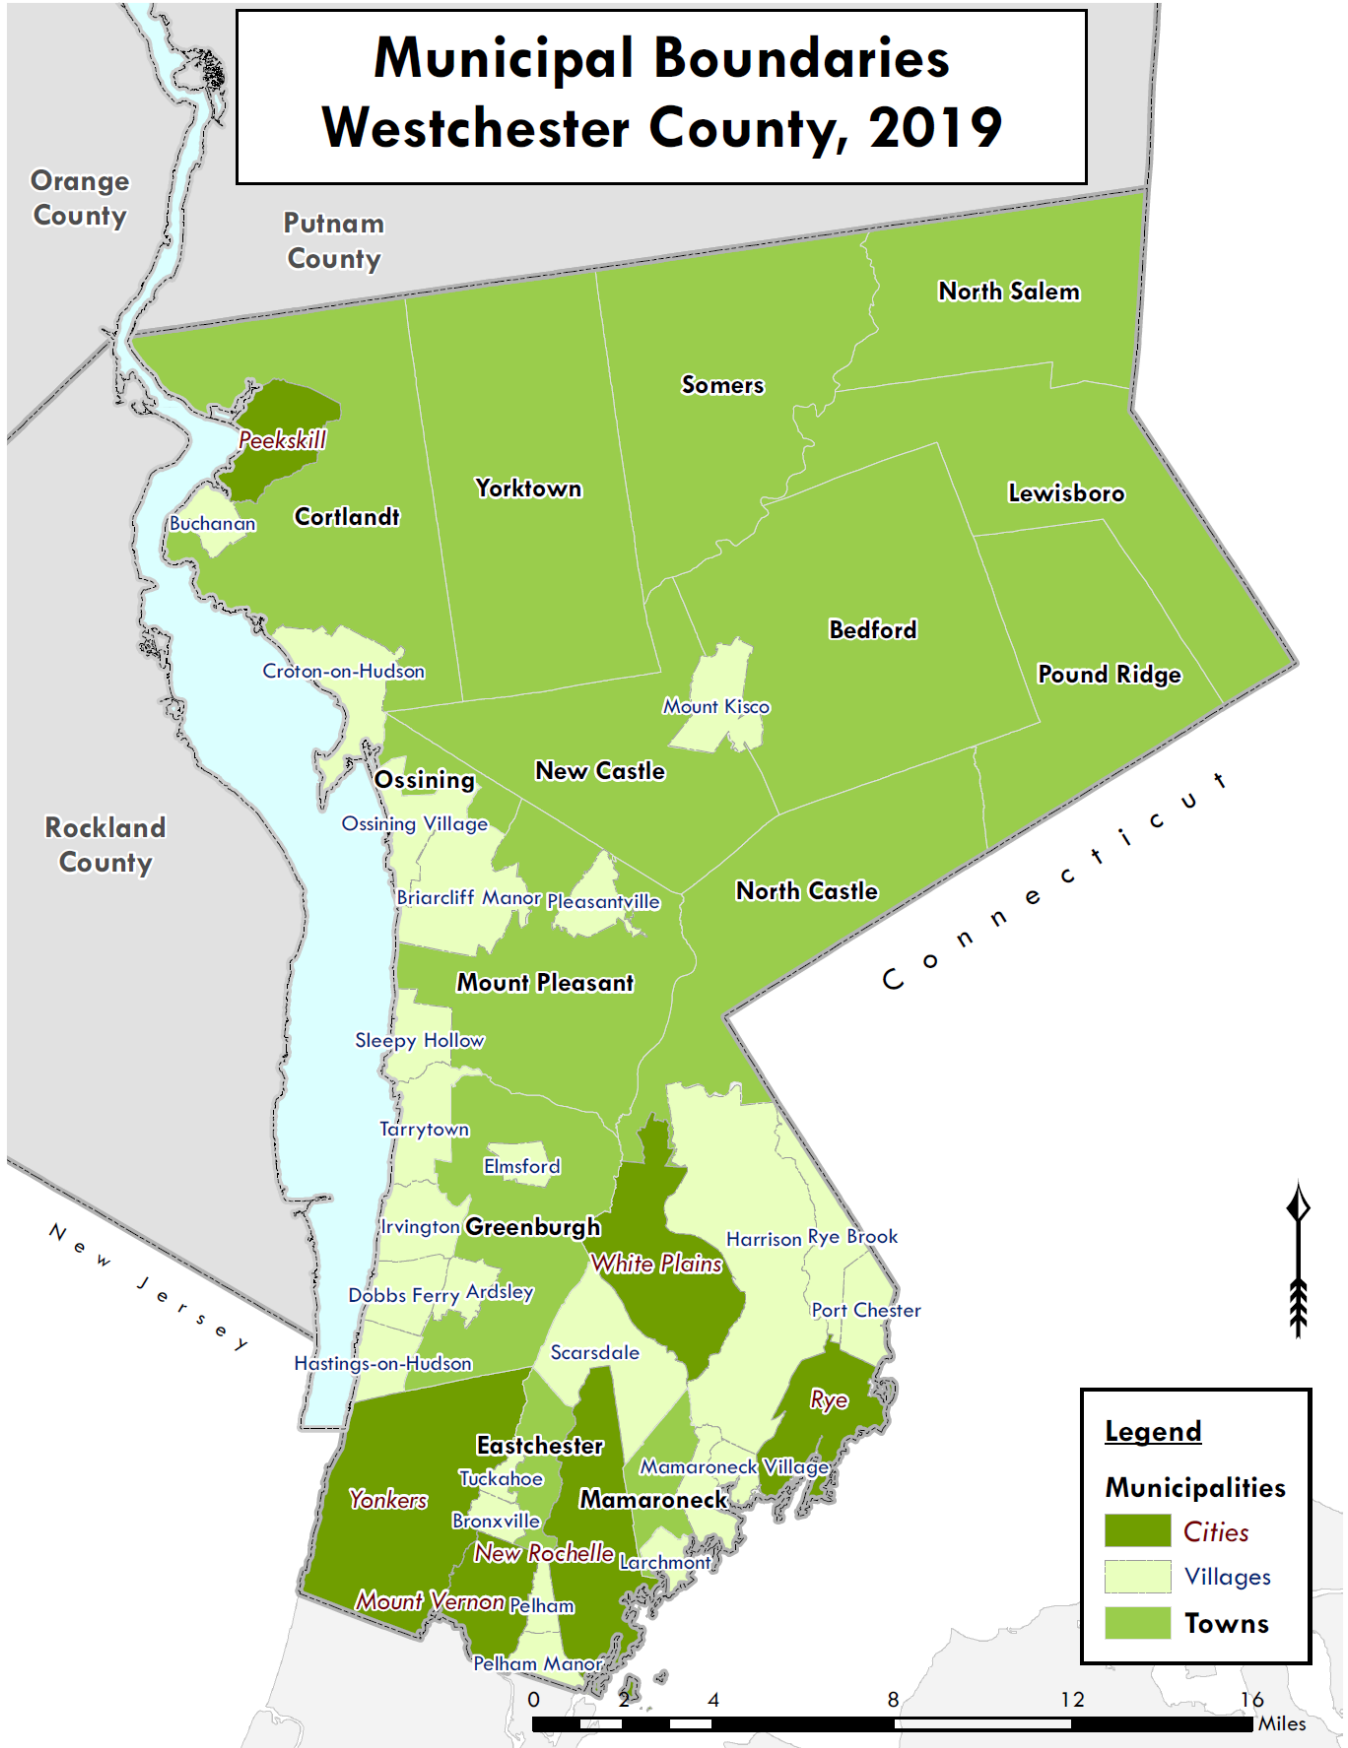 Municipal Boundaries
Westchester County, 2019
Orange
County
Putnam
County
North Salem
Somers
Peekskill
Yorktown
Lewisboro
Cortlandt
Buchanan
Bedford
Croton-on-Hudson
Pound Ridge
Mount Kisco
New Castle
Ossining
Connecticut
Ossining Village
Rockland
County
North Castle
Briarcliff Manor
Pleasantville
Mount Pleasant
Sleepy Hollow
Tarrytown
Elmsford
Irvington
Greenburgh
Harrison
Rye Brook
White Plains
New Jersey
Dobbs Ferry
Ardsley
Port Chester
Scarsdale
Hastings-on-Hudson
Rye
Eastchester
Mamaroneck Village
Tuckahoe
Yonkers
Mamaroneck
Bronxville
New Rochelle
Larchmont
Mount Vernon
Pelham
Pelham Manor
Legend
Municipalities
Cities
Villages
Towns
0 2 4 8 12 16
Miles